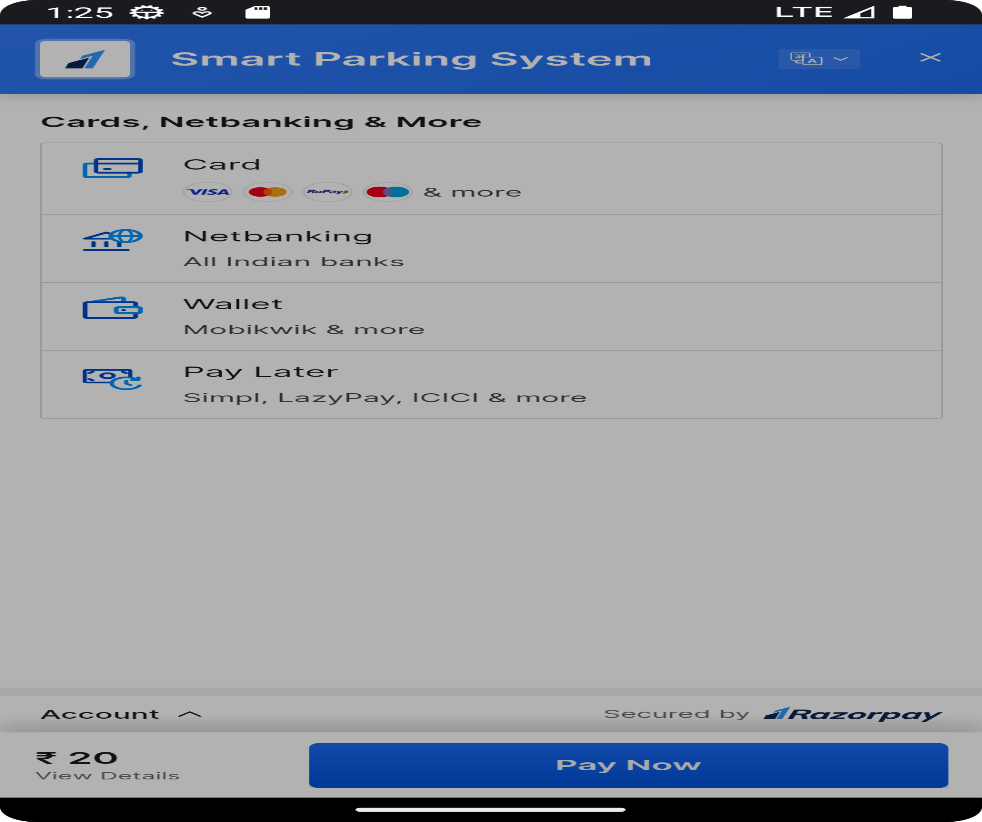 1:25 LTE
Smart Parking System
Cards, Netbanking & More
Card
VISA RuPay & more
Netbanking
All Indian banks
Wallet
Mobikwik & more
Pay Later
Simpl, LazyPay, ICICI & more
Account Secured by Razorpay
₹ 20
View Details
Pay Now